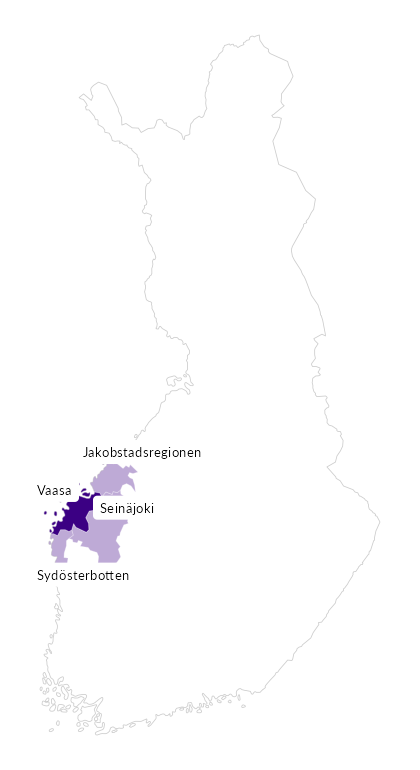 Jakobstadsregionen
Vaasa
Seinäjoki
Sydösterbotten